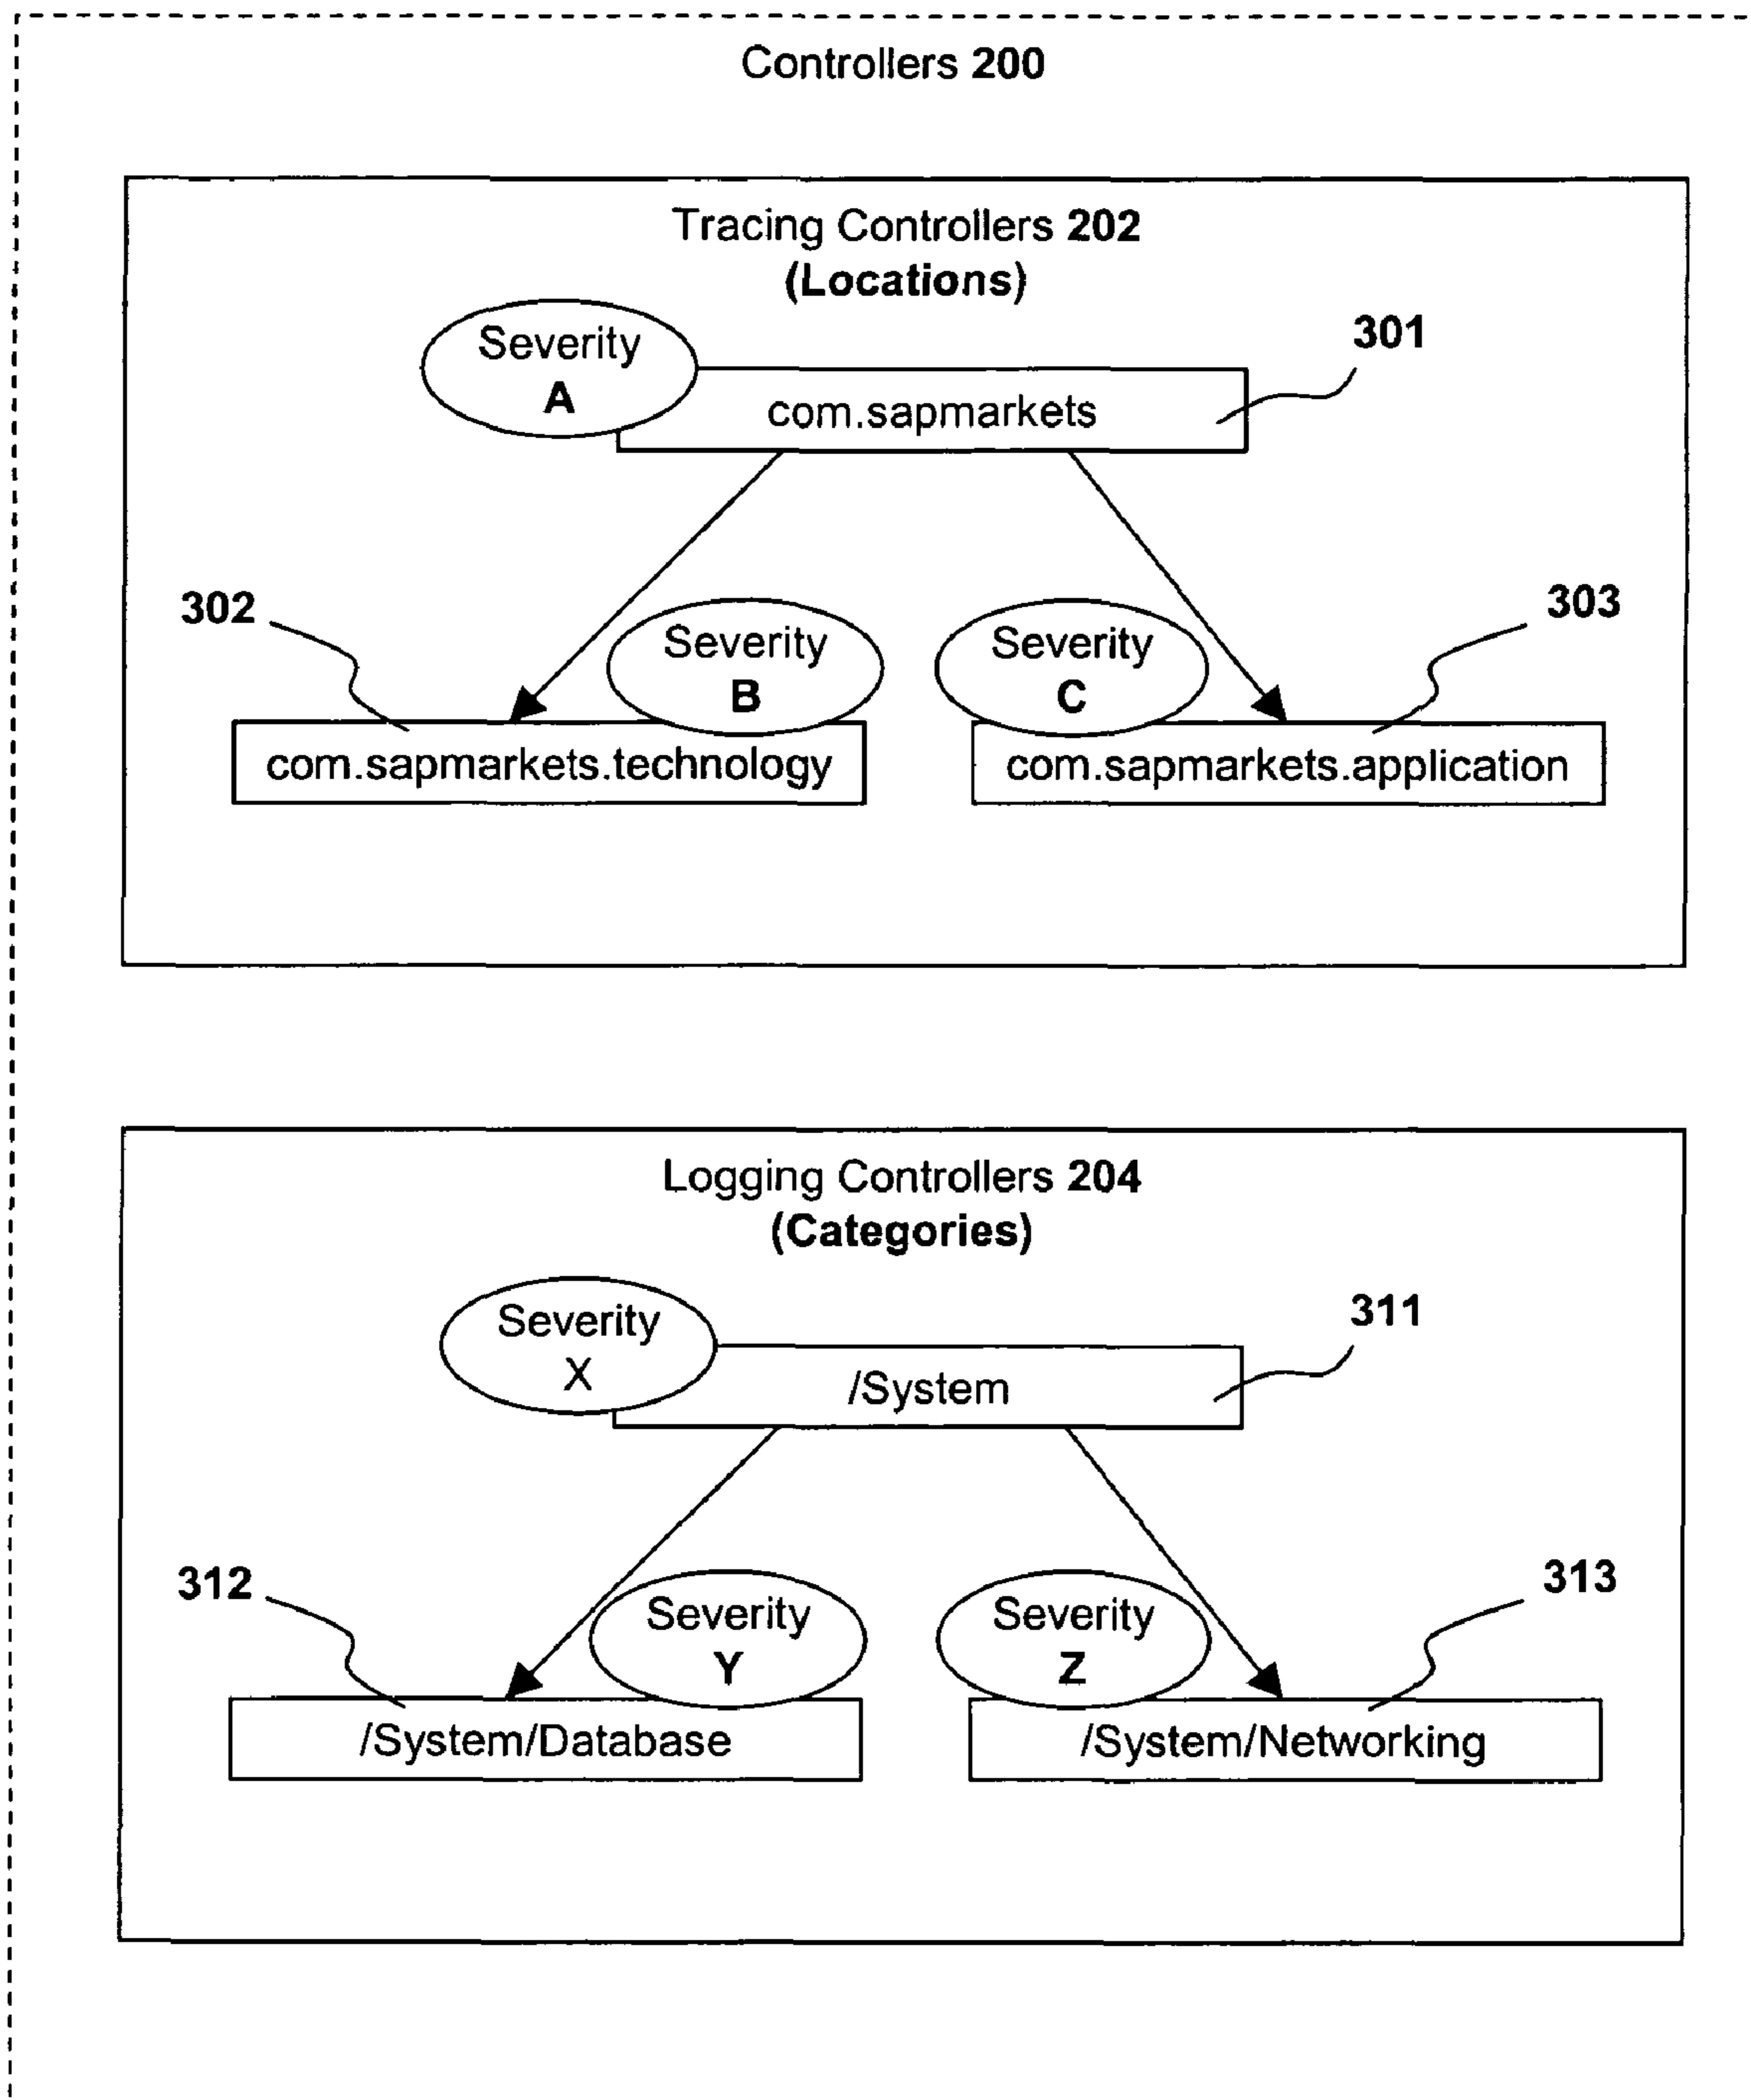 Controllers 200
Tracing Controllers 202
(Locations)
Severity
A
301
com.sapmarkets
302
303
Severity
B
Severity
C
com.sapmarkets.technology
com.sapmarkets.application
Logging Controllers 204
(Categories)
Severity
X
311
/System
312
313
Severity
Y
Severity
Z
/System/Database
/System/Networking